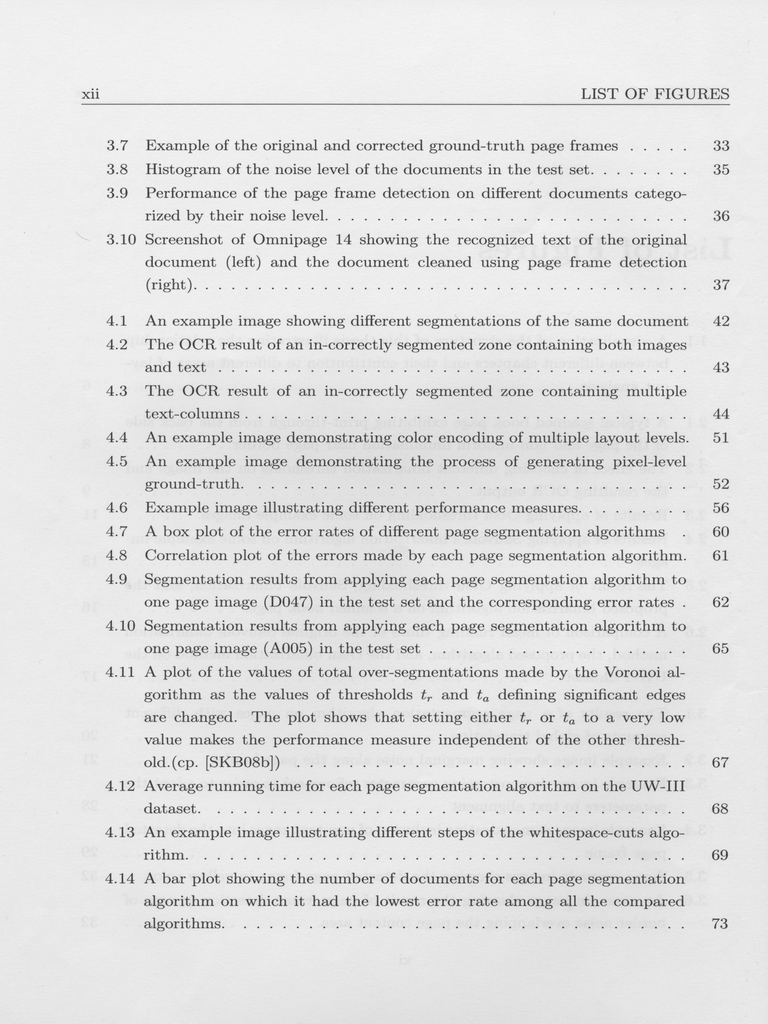 xii LIST OF FIGURES
3.7 Example of the original and corrected ground-truth page frames . . . . . 33
3.8 Histogram of the noise level of the documents in the test set. . . . . . . . 35
3.9 Performance of the page frame detection on different documents catego-
rized by their noise level. . . . . . . . . . . . . . . . . . . . . . . . . . . . 36
3.10 Screenshot of Omnipage 14 showing the recognized text of the original
document (left) and the document cleaned using page frame detection
(right). . . . . . . . . . . . . . . . . . . . . . . . . . . . . . . . . . . . . . 37
4.1 An example image showing different segmentations of the same document 42
4.2 The OCR result of an in-correctly segmented zone containing both images
and text . . . . . . . . . . . . . . . . . . . . . . . . . . . . . . . . . . . . 43
4.3 The OCR result of an in-correctly segmented zone containing multiple
text-columns . . . . . . . . . . . . . . . . . . . . . . . . . . . . . . . . . . 44
4.4 An example image demonstrating color encoding of multiple layout levels. 51
4.5 An example image demonstrating the process of generating pixel-level
ground-truth. . . . . . . . . . . . . . . . . . . . . . . . . . . . . . . . . . 52
4.6 Example image illustrating different performance measures. . . . . . . . . 56
4.7 A box plot of the error rates of different page segmentation algorithms . 60
4.8 Correlation plot of the errors made by each page segmentation algorithm. 61
4.9 Segmentation results from applying each page segmentation algorithm to
one page image (D047) in the test set and the corresponding error rates . 62
4.10 Segmentation results from applying each page segmentation algorithm to
one page image (A005) in the test set . . . . . . . . . . . . . . . . . . . . 65
4.11 A plot of the values of total over-segmentations made by the Voronoi al-
gorithm as the values of thresholds tr and ta defining significant edges
are changed. The plot shows that setting either tr or ta to a very low
value makes the performance measure independent of the other thresh-
old.(cp. [SKB08b]) . . . . . . . . . . . . . . . . . . . . . . . . . . . . . . 67
4.12 Average running time for each page segmentation algorithm on the UW-III
dataset. . . . . . . . . . . . . . . . . . . . . . . . . . . . . . . . . . . . . . 68
4.13 An example image illustrating different steps of the whitespace-cuts algo-
rithm. . . . . . . . . . . . . . . . . . . . . . . . . . . . . . . . . . . . . . . 69
4.14 A bar plot showing the number of documents for each page segmentation
algorithm on which it had the lowest error rate among all the compared
algorithms. . . . . . . . . . . . . . . . . . . . . . . . . . . . . . . . . . . . 73